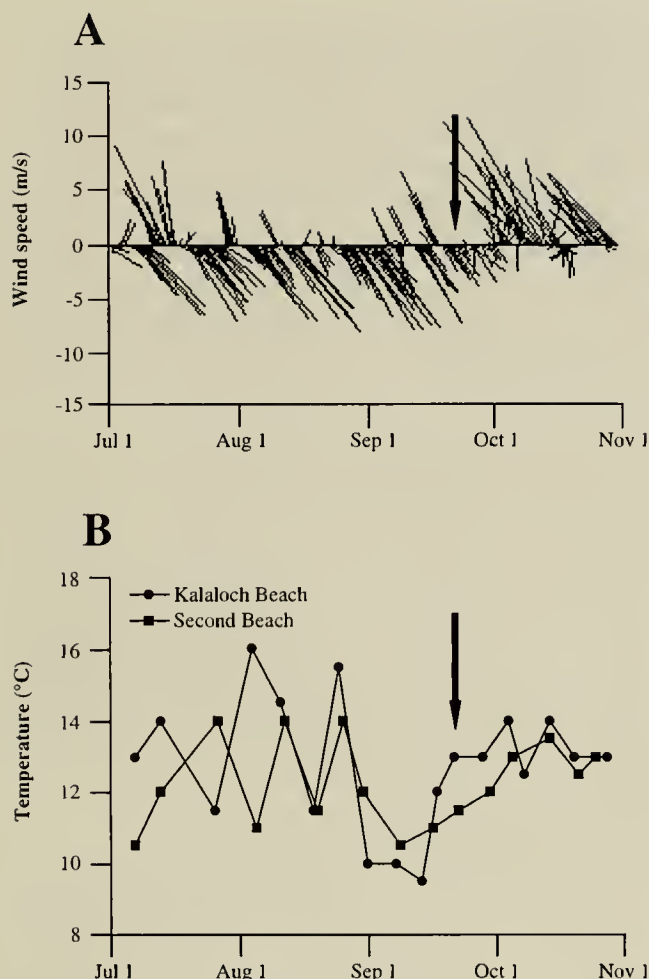 A
15
10
5
0
-5
-10
-15
Wind speed (m/s)
Jul 1 Aug 1 Sep 1 Oct 1 Nov 1
B
18
16
14
12
10
8
Temperature (°C)
Kalaloch Beach
Second Beach
Jul 1 Aug 1 Sep 1 Oct 1 Nov 1